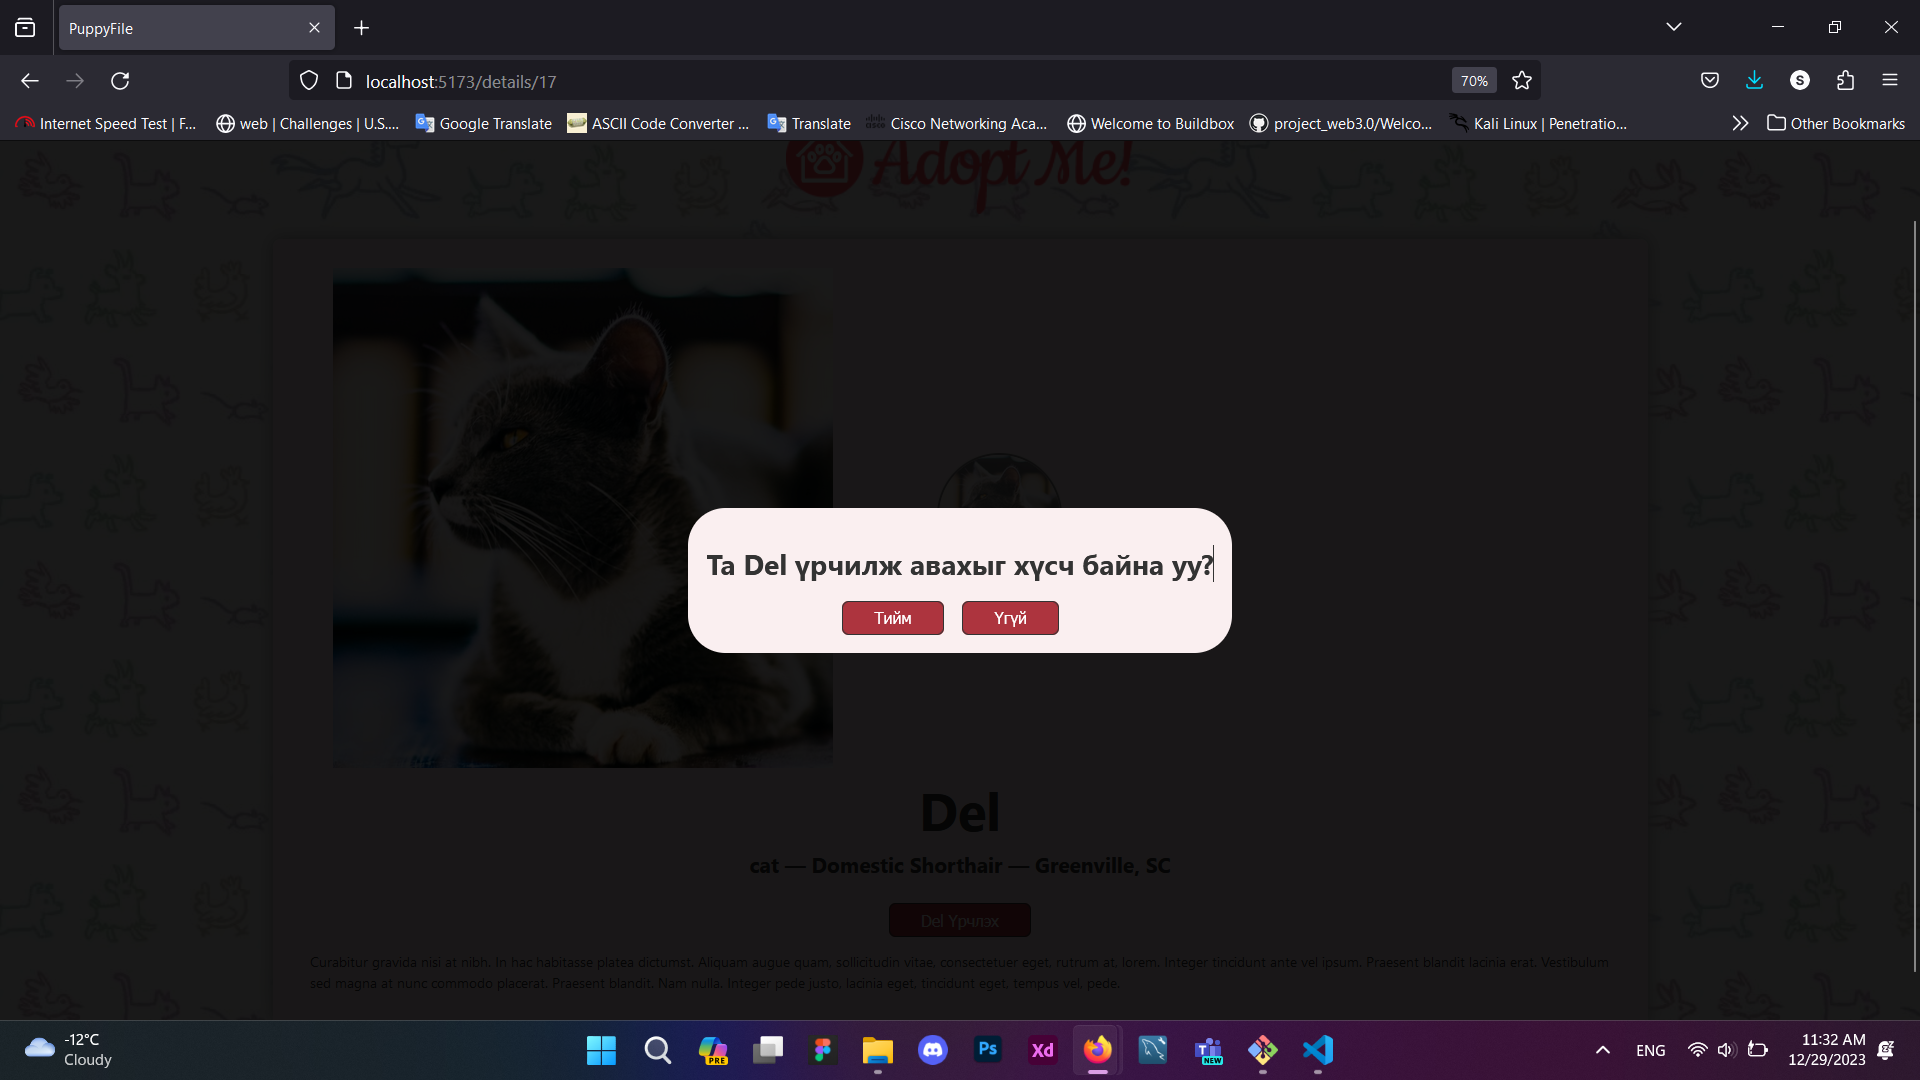 PuppyFile
localhost:5173/details/17
70%
S
Internet Speed Test | F...
web | Challenges | U.S....
Google Translate
ASCII Code Converter ...
Translate
Cisco Networking Aca...
Welcome to Buildbox
project_web3.0/Welco...
Kali Linux | Penetratio...
Other Bookmarks
Adopt Me!
Та Del үрчилж авахыг хүсч байна уу?
Тийм
Үгүй
Del
cat — Domestic Shorthair — Greenville, SC
Del Үрчлэх
Curabitur gravida nisi at nibh. In hac habitasse platea dictumst. Aliquam augue quam, sollicitudin vitae, consectetuer eget, rutrum at, lorem. Integer tincidunt ante vel ipsum. Praesent blandit lacinia erat. Vestibulum
sed magna at nunc commodo placerat. Praesent blandit. Nam nulla. Integer pede justo, lacinia eget, tincidunt eget, tempus vel, pede.
-12°C
Cloudy
PRE
Ps
Xd
NEW
ENG
11:32 AM
12/29/2023